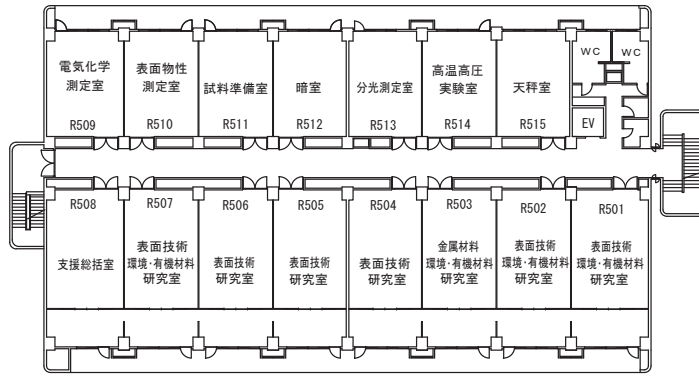 電気化学
測定室
R509
表面物性
測定室
R510
試料準備室
R511
暗室
R512
分光測定室
R513
高温高圧
実験室
R514
天秤室
R515
WC
WC
EV
R508
支援総括室
R507
表面技術
環境・有機材料
研究室
R506
表面技術
研究室
R505
表面技術
研究室
R504
表面技術
研究室
R503
金属材料
環境・有機材料
研究室
R502
表面技術
環境・有機材料
研究室
R501
表面技術
環境・有機材料
研究室